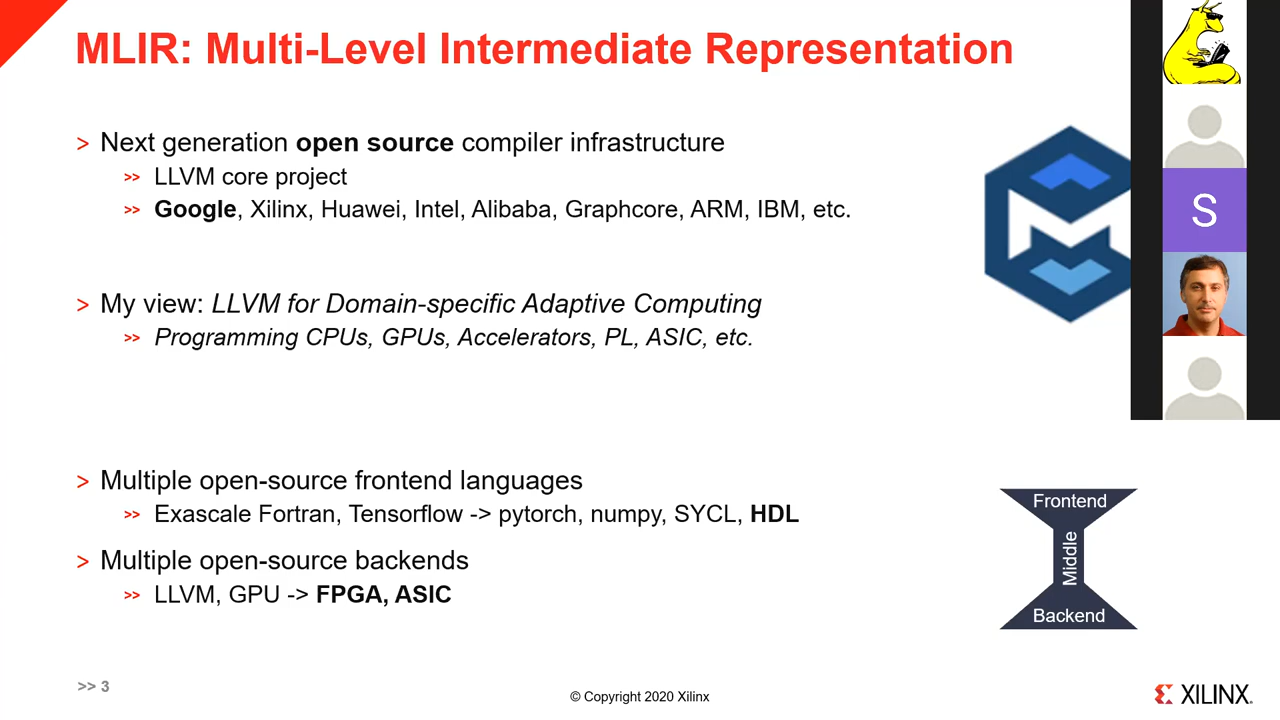 MLIR: Multi-Level Intermediate Representation
> Next generation open source compiler infrastructure
>> LLVM core project
>> Google, Xilinx, Huawei, Intel, Alibaba, Graphcore, ARM, IBM, etc.
S
> My view: LLVM for Domain-specific Adaptive Computing
>> Programming CPUs, GPUs, Accelerators, PL, ASIC, etc.
> Multiple open-source frontend languages
>> Exascale Fortran, Tensorflow -> pytorch, numpy, SYCL, HDL
> Multiple open-source backends
>> LLVM, GPU -> FPGA, ASIC
Frontend
Middle
Backend
>> 3
© Copyright 2020 Xilinx
XILINX.